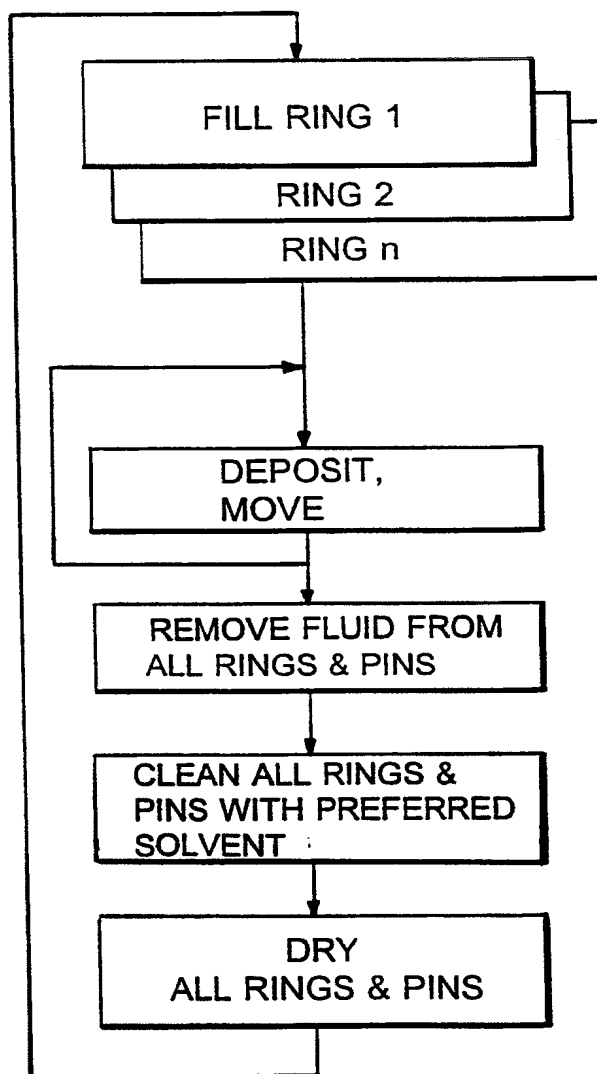 FILL RING 1
RING 2
RING n
DEPOSIT,
MOVE
REMOVE FLUID FROM
ALL RINGS & PINS
CLEAN ALL RINGS &
PINS WITH PREFERRED
SOLVENT
DRY
ALL RINGS & PINS